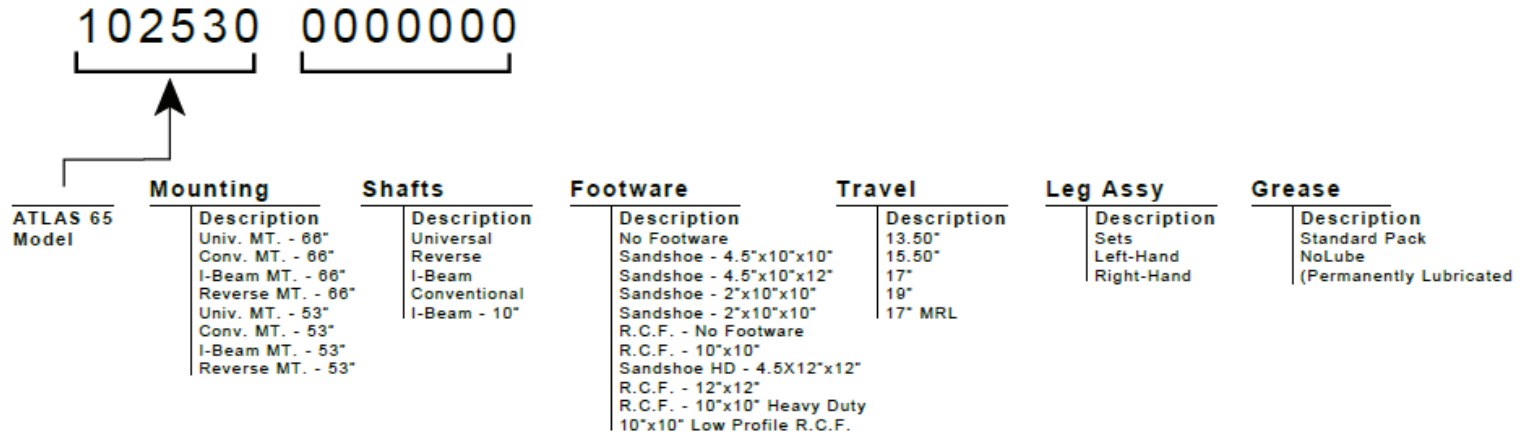 102530 0000000
ATLAS 65
Model
Mounting
Description
Univ. MT. - 66"
Conv. MT. - 66"
I-Beam MT. - 66"
Reverse MT. - 66"
Univ. MT. - 53"
Conv. MT. - 53"
I-Beam MT. - 53"
Reverse MT. - 53"
Shafts
Description
Universal
Reverse
I-Beam
Conventional
I-Beam - 10"
Footware
Description
No Footware
Sandshoe - 4.5"x10"x10"
Sandshoe - 4.5"x10"x12"
Sandshoe - 2"x10"x10"
Sandshoe - 2"x10"x10"
R.C.F. - No Footware
R.C.F. - 10"x10"
Sandshoe HD - 4.5X12"x12"
R.C.F. - 12"x12"
R.C.F. - 10"x10" Heavy Duty
10"x10" Low Profile R.C.F.
Travel
Description
13.50"
15.50"
17"
19"
17" MRL
Leg Assy
Description
Sets
Left-Hand
Right-Hand
Grease
Description
Standard Pack
NoLube
(Permanently Lubricated